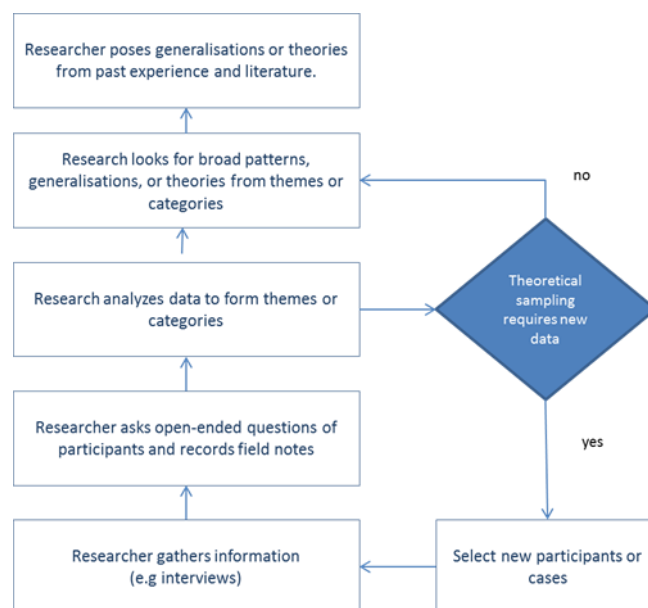 Researcher poses generalisations or theories
from past experience and literature.
Research looks for broad patterns,
generalisations, or theories from themes or
categories
no
Theoretical
sampling
requires new
data
Research analyzes data to form themes or
categories
Researcher asks open-ended questions of
participants and records field notes
yes
Researcher gathers information
(e.g interviews)
Select new participants or
cases